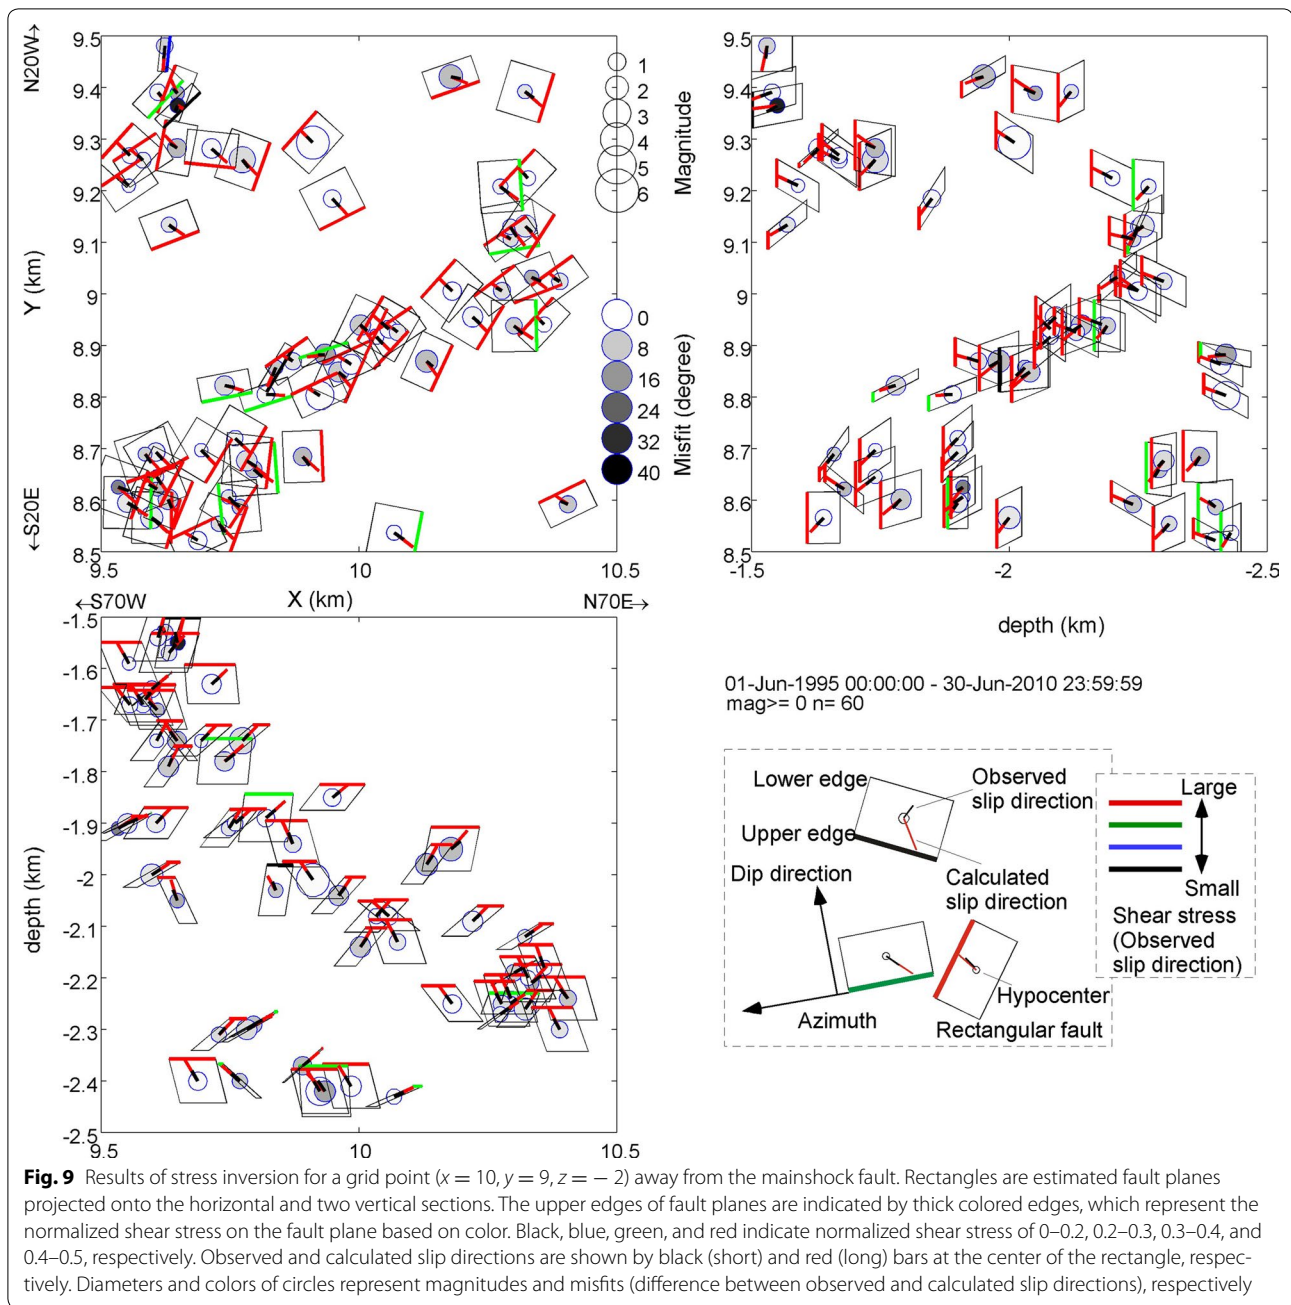 N20W→
←S20E
Y (km)
9.5
9.4
9.3
9.2
9.1
9
8.9
8.8
8.7
8.6
8.5
9.5
10
10.5
←S70W
X (km)
N70E→
1
2
3
4
5
6
Magnitude
0
8
16
24
32
40
Misfit (degree)
9.5
9.4
9.3
9.2
9.1
9
8.9
8.8
8.7
8.6
8.5
-1.5
-2
-2.5
depth (km)
-1.5
-1.6
-1.7
-1.8
-1.9
-2
-2.1
-2.2
-2.3
-2.4
-2.5
depth (km)
9.5
10
10.5
01-Jun-1995 00:00:00 - 30-Jun-2010 23:59:59
mag>= 0 n= 60
Lower edge
Observed
slip direction
Upper edge
Dip direction
Calculated
slip direction
Azimuth
Hypocenter
Rectangular fault
Large
Small
Shear stress
(Observed
slip direction)
Fig. 9 Results of stress inversion for a grid point (x = 10, y = 9, z = − 2) away from the mainshock fault. Rectangles are estimated fault planes
projected onto the horizontal and two vertical sections. The upper edges of fault planes are indicated by thick colored edges, which represent the
normalized shear stress on the fault plane based on color. Black, blue, green, and red indicate normalized shear stress of 0–0.2, 0.2–0.3, 0.3–0.4, and
0.4–0.5, respectively. Observed and calculated slip directions are shown by black (short) and red (long) bars at the center of the rectangle, respec-
tively. Diameters and colors of circles represent magnitudes and misfits (difference between observed and calculated slip directions), respectively